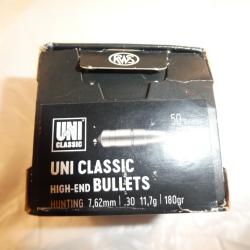 RWS
50
UNI
CLASSIC
UNI CLASSIC
HIGH-END BULLETS
HUNTING 7,62mm | .30 11,7g | 180gr